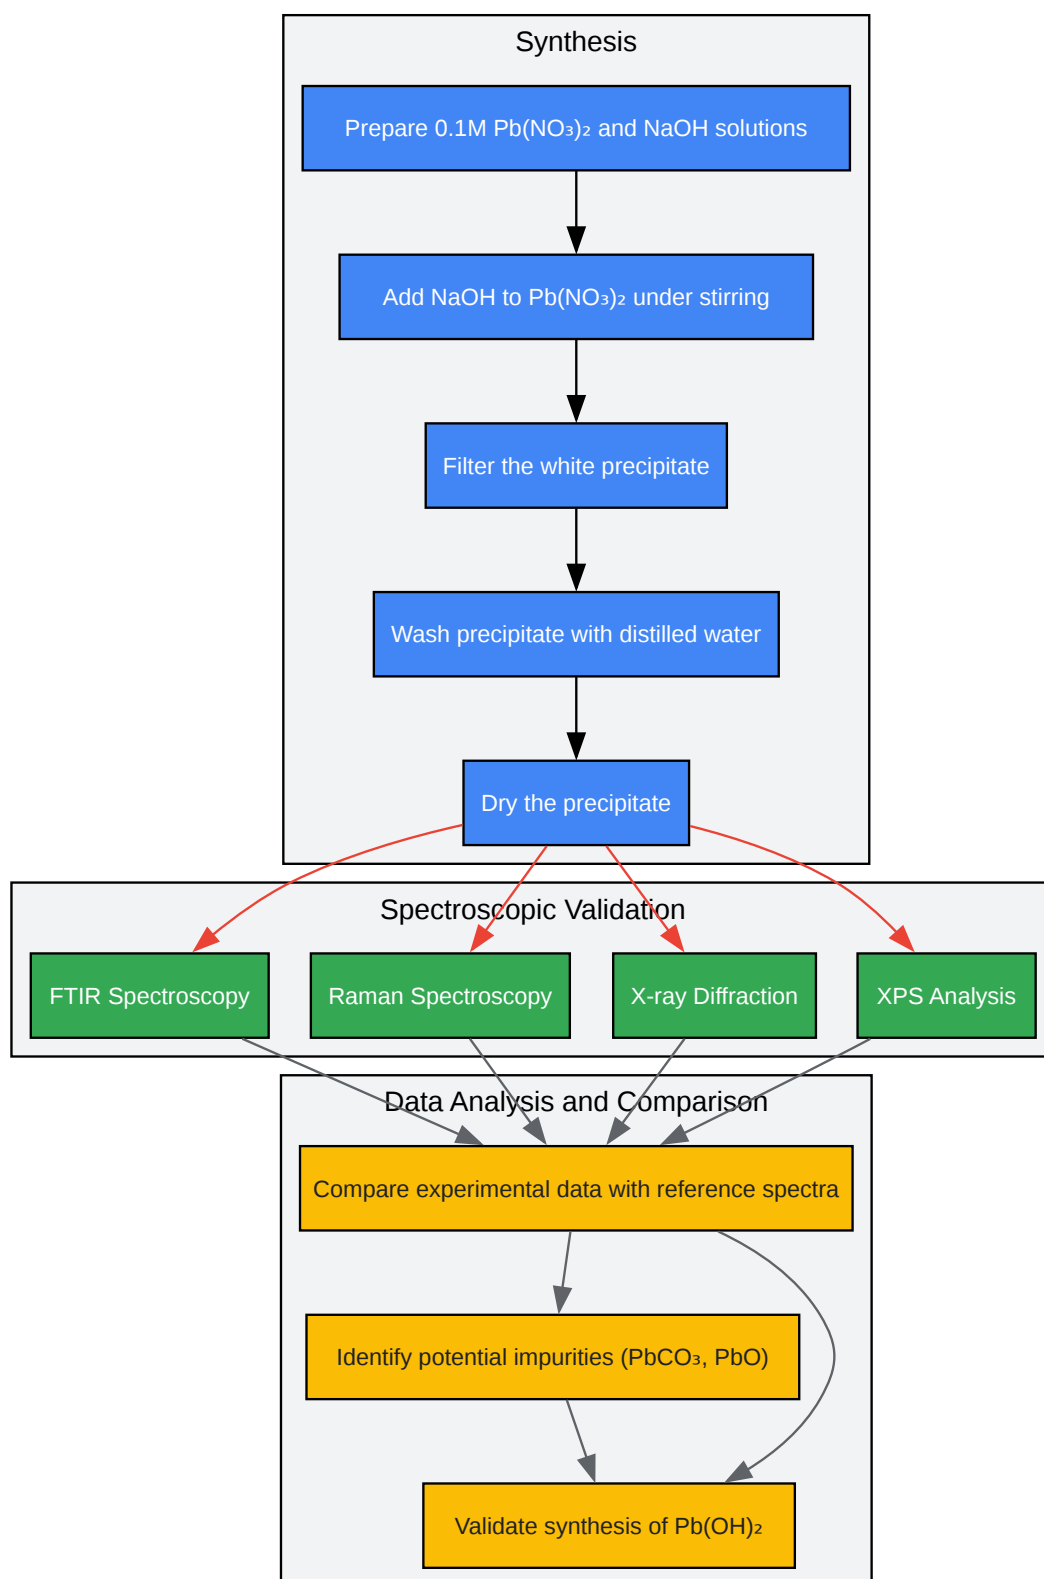 Synthesis
Prepare 0.1M Pb(NO₃)₂ and NaOH solutions
Add NaOH to Pb(NO₃)₂ under stirring
Filter the white precipitate
Wash precipitate with distilled water
Dry the precipitate
Spectroscopic Validation
FTIR Spectroscopy
Raman Spectroscopy
X-ray Diffraction
XPS Analysis
Data Analysis and Comparison
Compare experimental data with reference spectra
Identify potential impurities (PbCO₃, PbO)
Validate synthesis of Pb(OH)₂